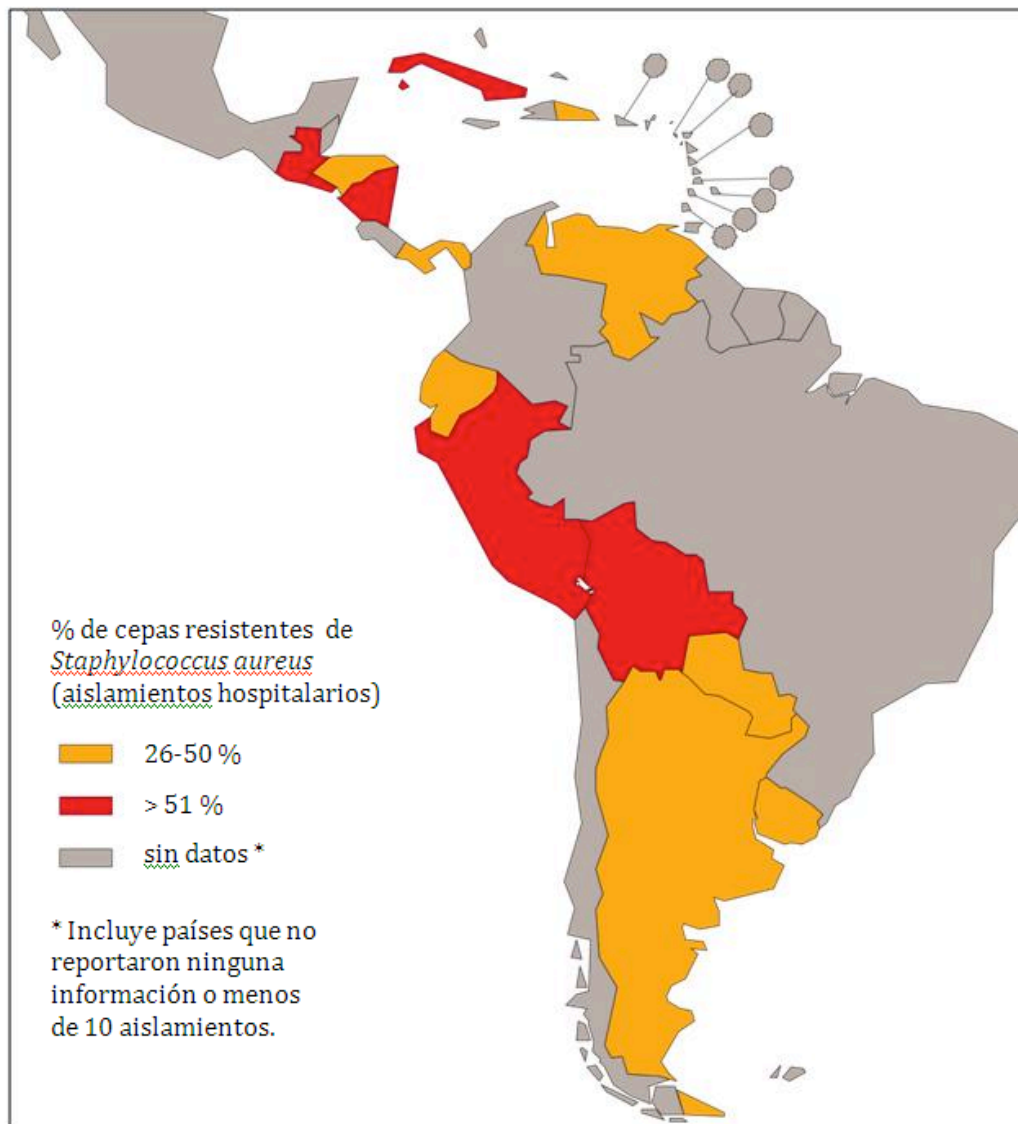 % de cepas resistentes de
Staphylococcus aureus
(aislamientos hospitalarios)
26-50 %
> 51 %
sin datos *
* Incluye países que no
reportaron ninguna
información o menos
de 10 aislamientos.